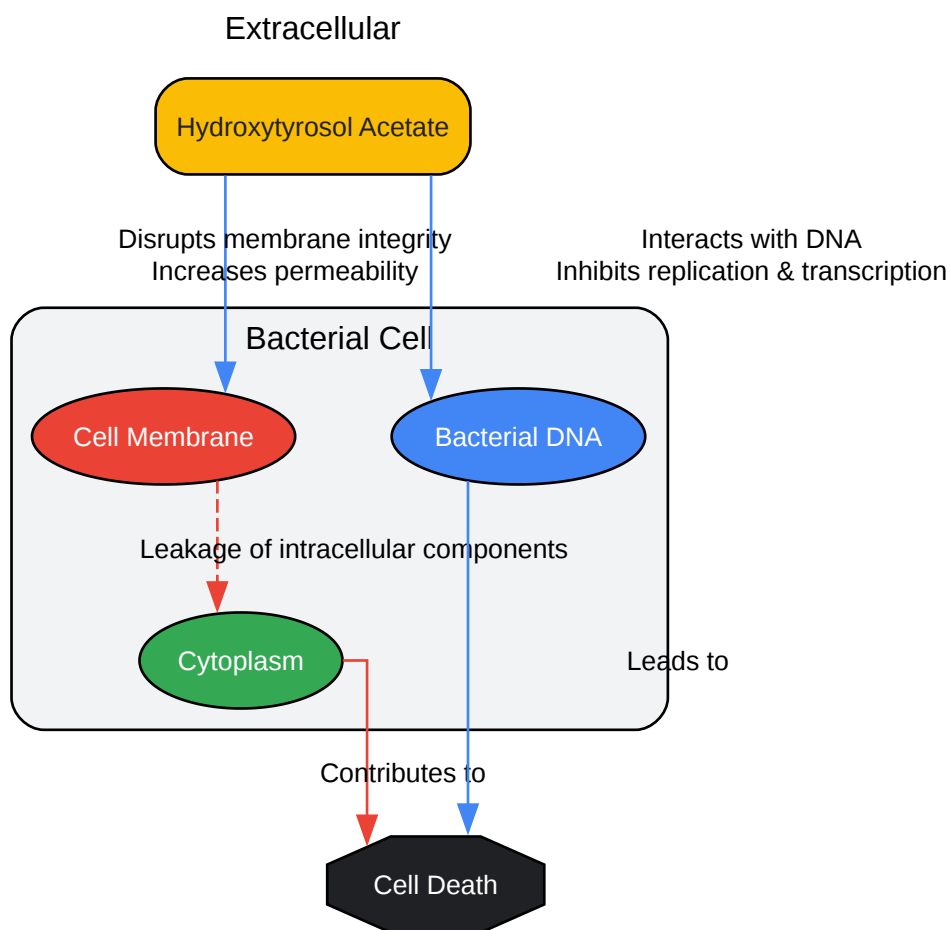 Extracellular
Hydroxytyrosol Acetate
Disrupts membrane integrity
Increases permeability
Interacts with DNA
Inhibits replication & transcription
Bacterial Cell
Cell Membrane
Bacterial DNA
Leakage of intracellular components
Cytoplasm
Leads to
Contributes to
Cell Death